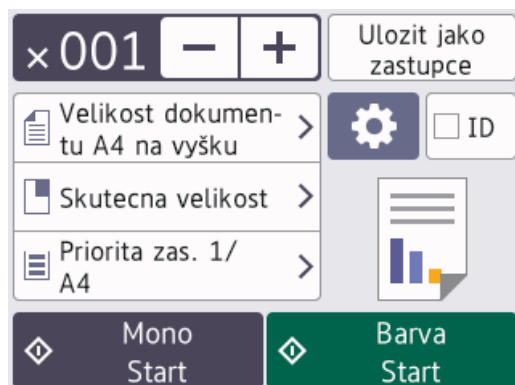 ×001 − +
Ulozit jako
zastupce
Velikost dokumen-
tu A4 na vyšku
ID
Skutecna velikost
Priorita zas. 1/
A4
Mono
Start
Barva
Start